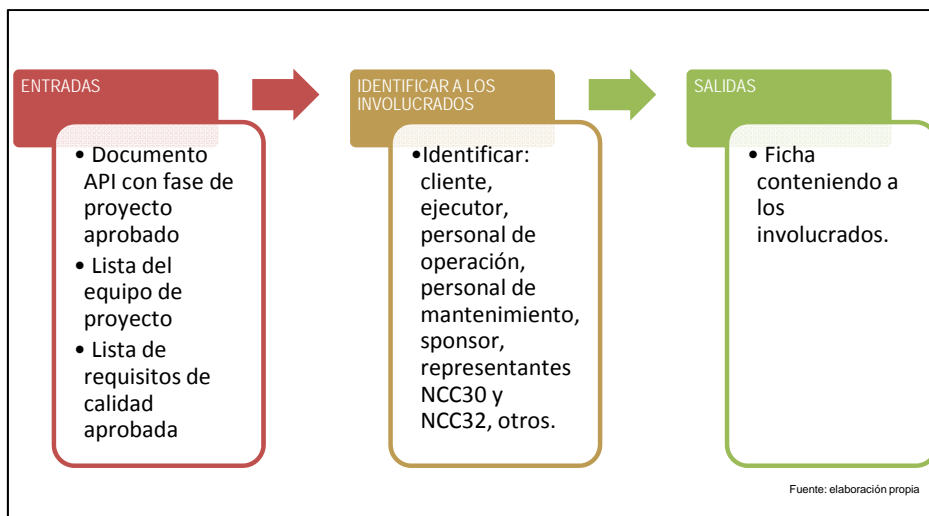 ENTRADAS
• Documento
API con fase de
proyecto
aprobado
• Lista del
equipo de
proyecto
• Lista de
requisitos de
calidad
aprobada
IDENTIFICAR A LOS
INVOLUCRADOS
•Identificar:
cliente,
ejecutor,
personal de
operación,
personal de
mantenimiento,
sponsor,
representantes
NCC30 y
NCC32, otros.
SALIDAS
• Ficha
conteniendo a
los
involucrados.
Fuente: elaboración propia